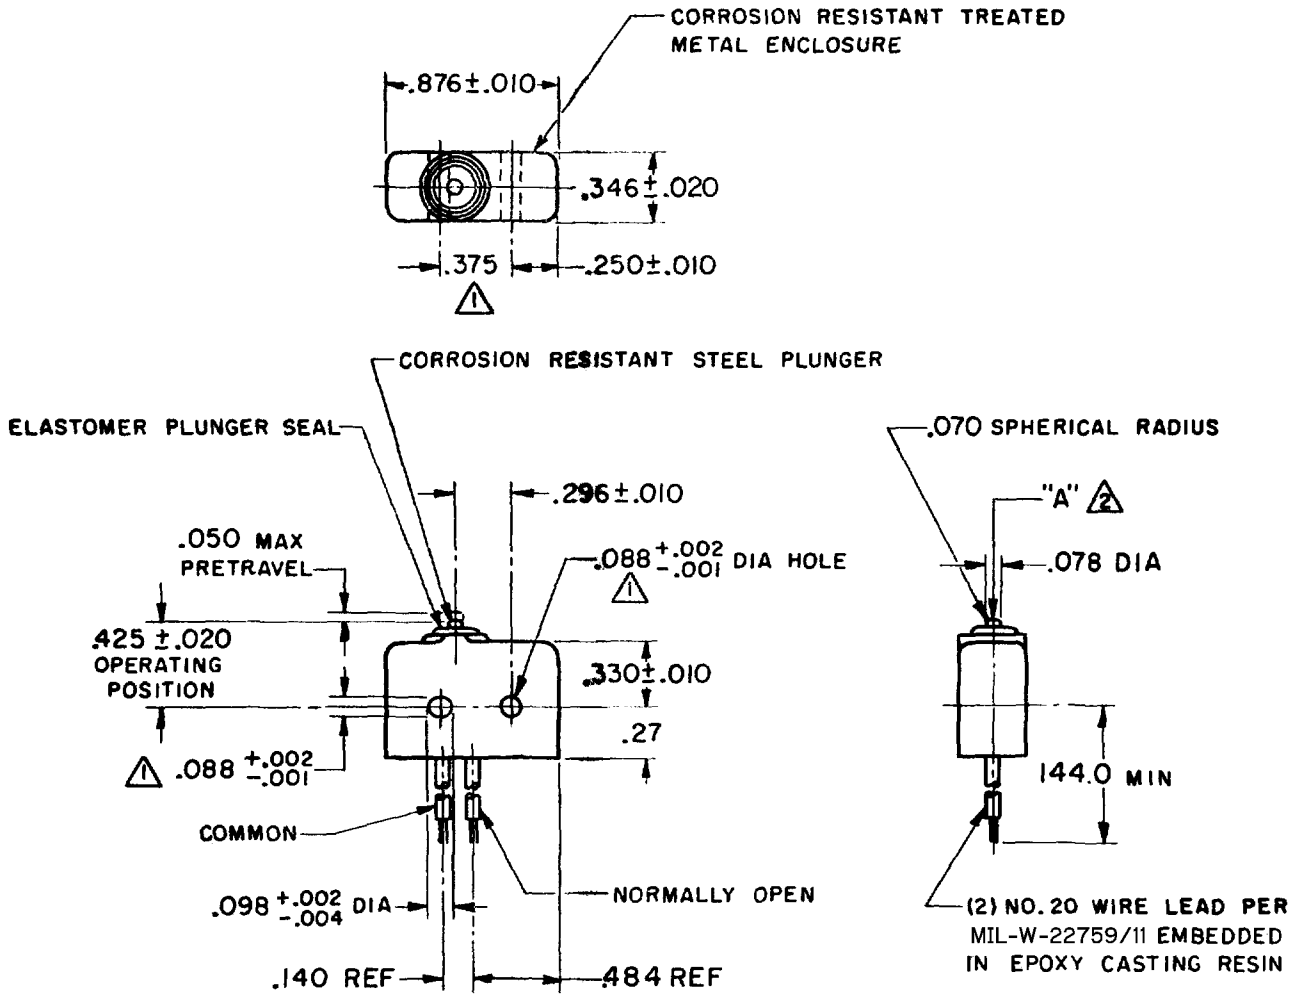 CORROSION RESISTANT TREATED
METAL ENCLOSURE
.876±.010
.346±.020
.375
.250±.010
1
CORROSION RESISTANT STEEL PLUNGER
ELASTOMER PLUNGER SEAL
.070 SPHERICAL RADIUS
.296±.010
"A" 2
.050 MAX
PRETRAVEL
.088 +.002 -.001 DIA HOLE
1
.078 DIA
.425 ±.020
OPERATING
POSITION
.330±.010
.27
1 .088 +.002 -.001
144.0 MIN
COMMON
.098 +.002 -.004 DIA
NORMALLY OPEN
(2) NO. 20 WIRE LEAD PER
MIL-W-22759/11 EMBEDDED
IN EPOXY CASTING RESIN
.140 REF
.484 REF